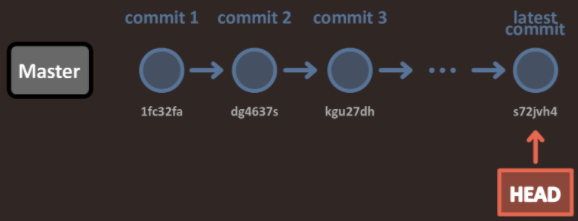 commit 1 commit 2 commit 3 latest
commit
Master
...
1fc32fa dg4637s kgu27dh s72jvh4
HEAD